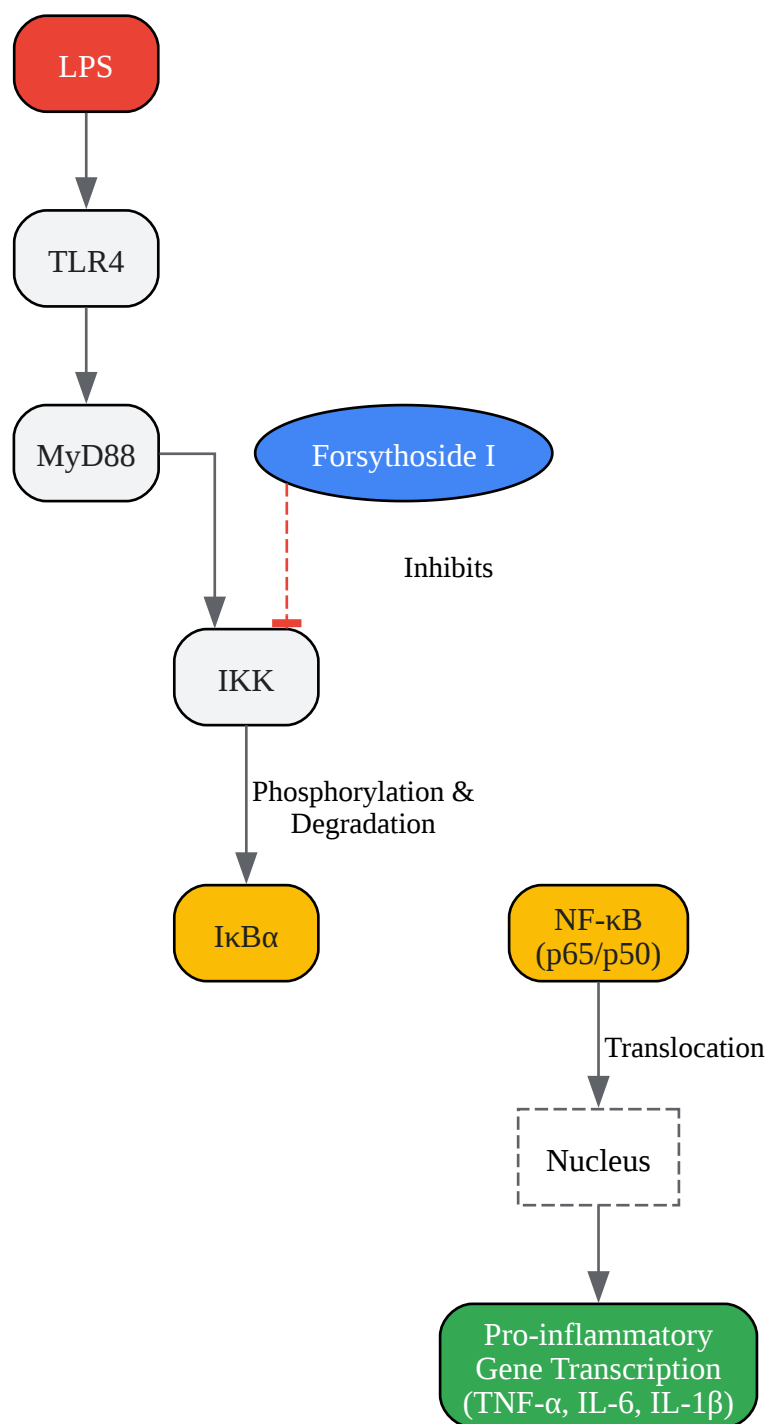 LPS
TLR4
MyD88
Forsythoside I
Inhibits
IKK
Phosphorylation &
Degradation
IκBα
NF-κB
(p65/p50)
Translocation
Nucleus
Pro-inflammatory
Gene Transcription
(TNF-α, IL-6, IL-1β)